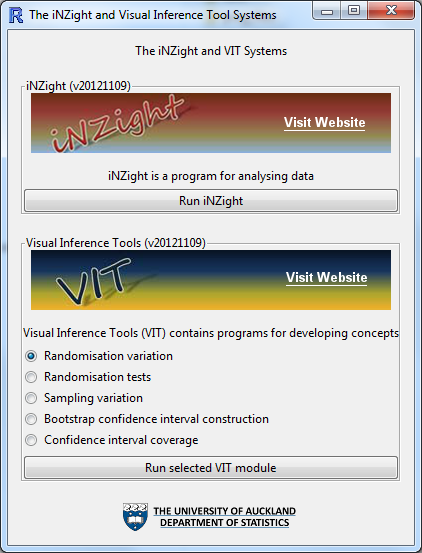 The iNZight and Visual Inference Tool Systems
The iNZight and VIT Systems
iNZight (v20121109)
iNZight
Visit Website
iNZight is a program for analysing data
Run iNZight
Visual Inference Tools (v20121109)
VIT
Visit Website
Visual Inference Tools (VIT) contains programs for developing concepts
Randomisation variation
Randomisation tests
Sampling variation
Bootstrap confidence interval construction
Confidence interval coverage
Run selected VIT module
THE UNIVERSITY OF AUCKLAND
DEPARTMENT OF STATISTICS